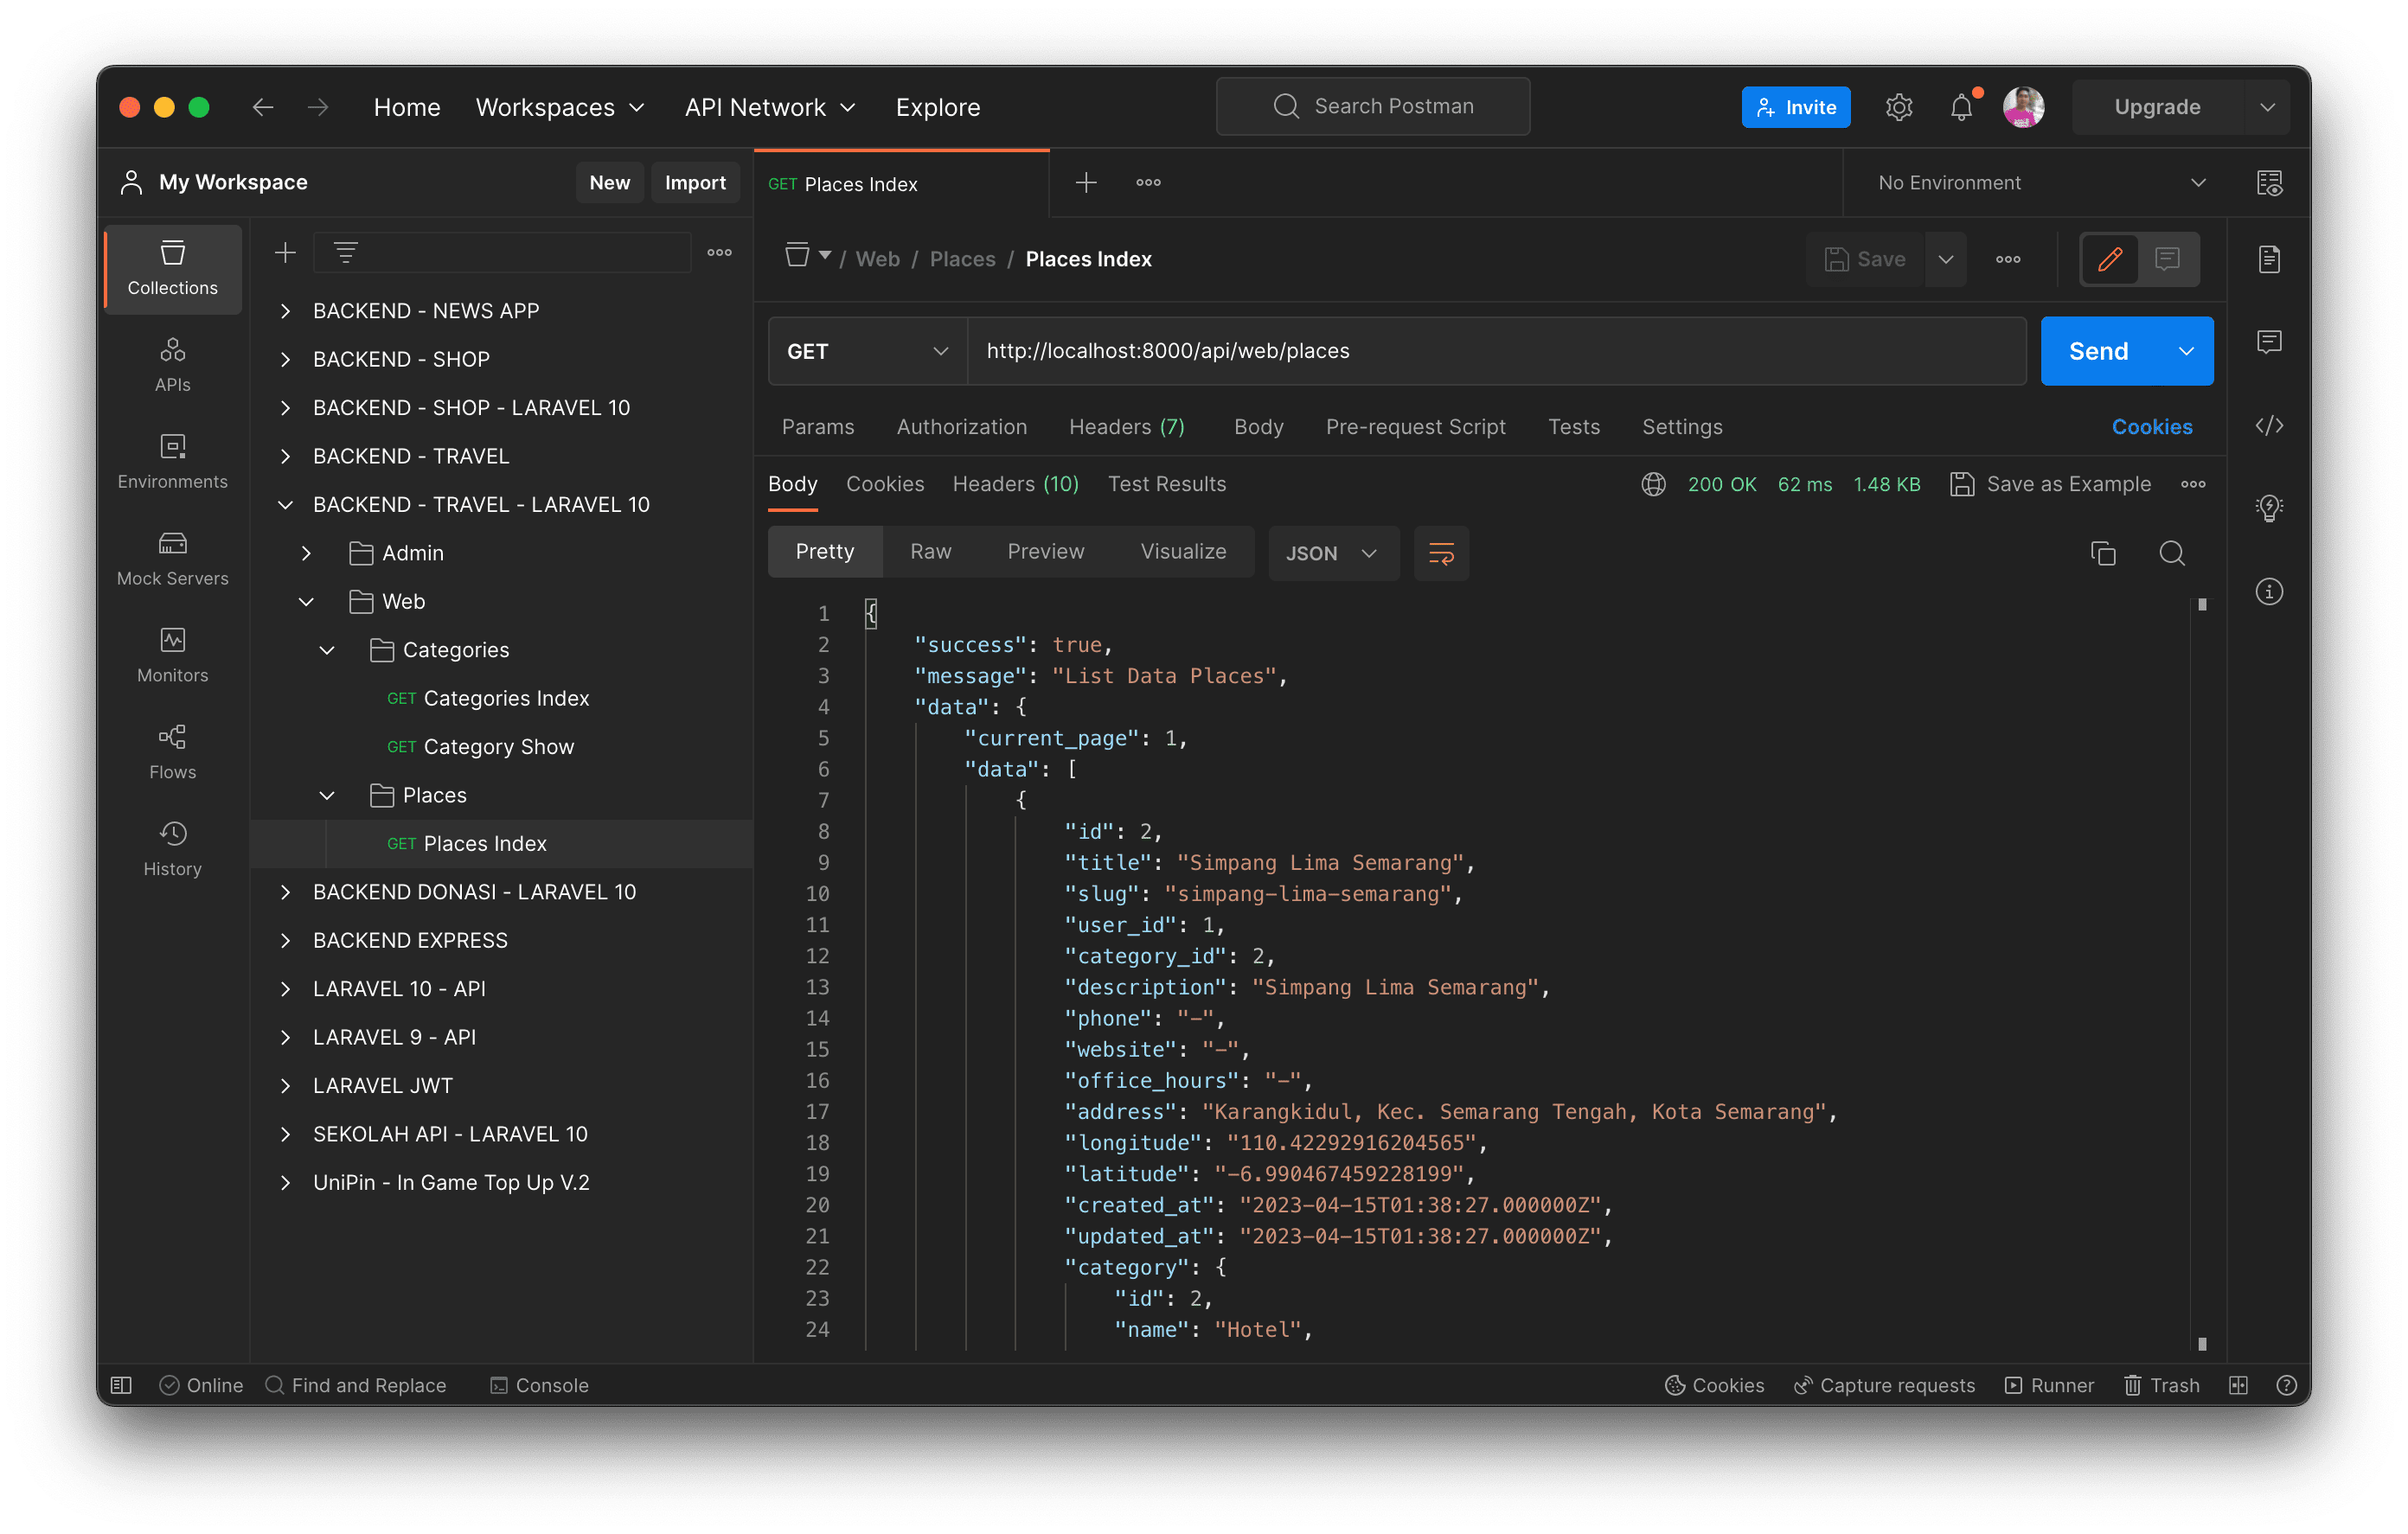 Home Workspaces API Network Explore Search Postman Invite Upgrade
My Workspace New Import
GET Places Index No Environment
Collections
APIs
Environments
Mock Servers
Monitors
Flows
History
BACKEND - NEWS APP
BACKEND - SHOP
BACKEND - SHOP - LARAVEL 10
BACKEND - TRAVEL
BACKEND - TRAVEL - LARAVEL 10
Admin
Web
Categories
GET Categories Index
GET Category Show
Places
GET Places Index
BACKEND DONASI - LARAVEL 10
BACKEND EXPRESS
LARAVEL 10 - API
LARAVEL 9 - API
LARAVEL JWT
SEKOLAH API - LARAVEL 10
UniPin - In Game Top Up V.2
/ Web / Places / Places Index Save
GET http://localhost:8000/api/web/places Send
Params Authorization Headers (7) Body Pre-request Script Tests Settings Cookies
Body Cookies Headers (10) Test Results 200 OK 62 ms 1.48 KB Save as Example
Pretty Raw Preview Visualize JSON
1 {
2 "success": true,
3 "message": "List Data Places",
4 "data": {
5 "current_page": 1,
6 "data": [
7 {
8 "id": 2,
9 "title": "Simpang Lima Semarang",
10 "slug": "simpang-lima-semarang",
11 "user_id": 1,
12 "category_id": 2,
13 "description": "Simpang Lima Semarang",
14 "phone": "-",
15 "website": "-",
16 "office_hours": "-",
17 "address": "Karangkidul, Kec. Semarang Tengah, Kota Semarang",
18 "longitude": "110.42292916204565",
19 "latitude": "-6.990467459228199",
20 "created_at": "2023-04-15T01:38:27.000000Z",
21 "updated_at": "2023-04-15T01:38:27.000000Z",
22 "category": {
23 "id": 2,
24 "name": "Hotel",
Online Find and Replace Console Cookies Capture requests Runner Trash